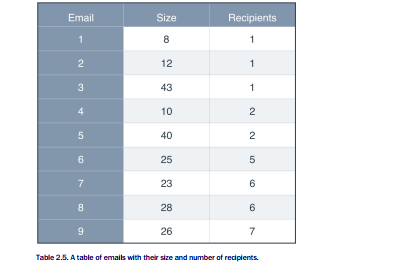 Email Size Recipients
1 8 1
2 12 1
3 43 1
4 10 2
5 40 2
6 25 5
7 23 6
8 28 6
9 26 7
Table 2.5. A table of emails with their size and number of recipients.